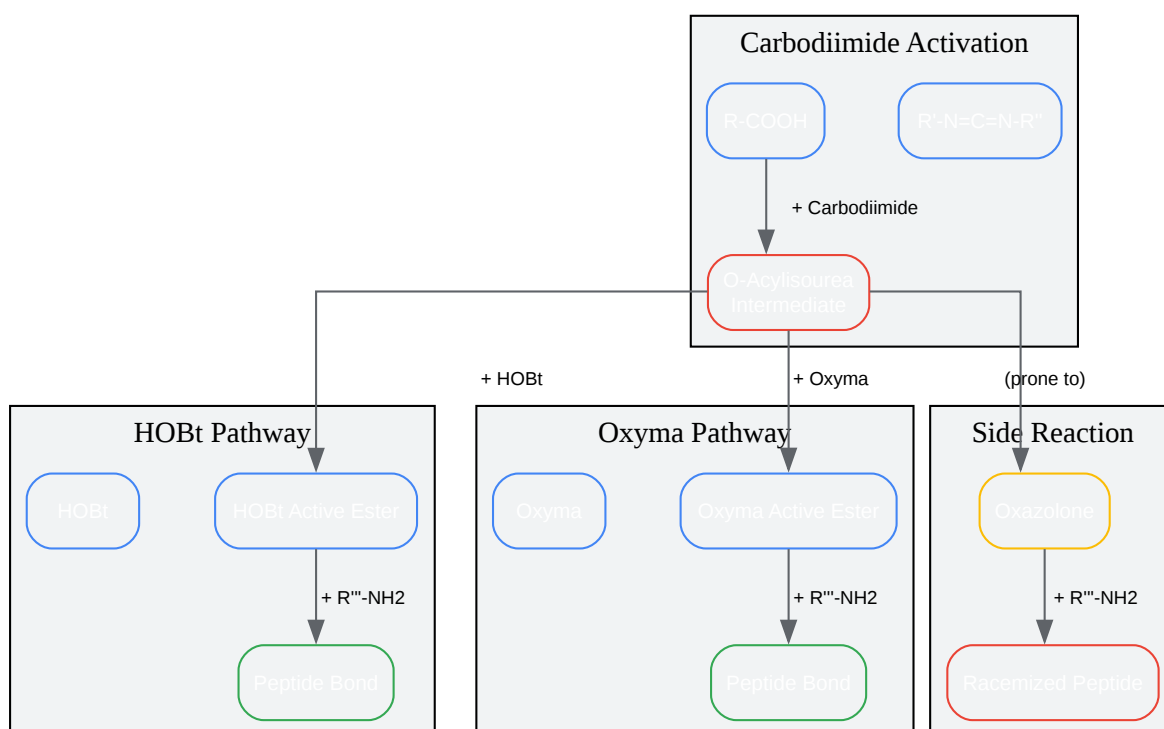 Carbodiimide Activation
R-COOH
R'-N=C=N-R''
+ Carbodiimide
O-Acylisourea
Intermediate
+ HOBt
+ Oxyma
(prone to)
HOBt Pathway
Oxyma Pathway
Side Reaction
HOBt
HOBt Active Ester
Oxyma
Oxyma Active Ester
Oxazolone
+ R'''-NH2
+ R'''-NH2
+ R'''-NH2
Peptide Bond
Peptide Bond
Racemized Peptide